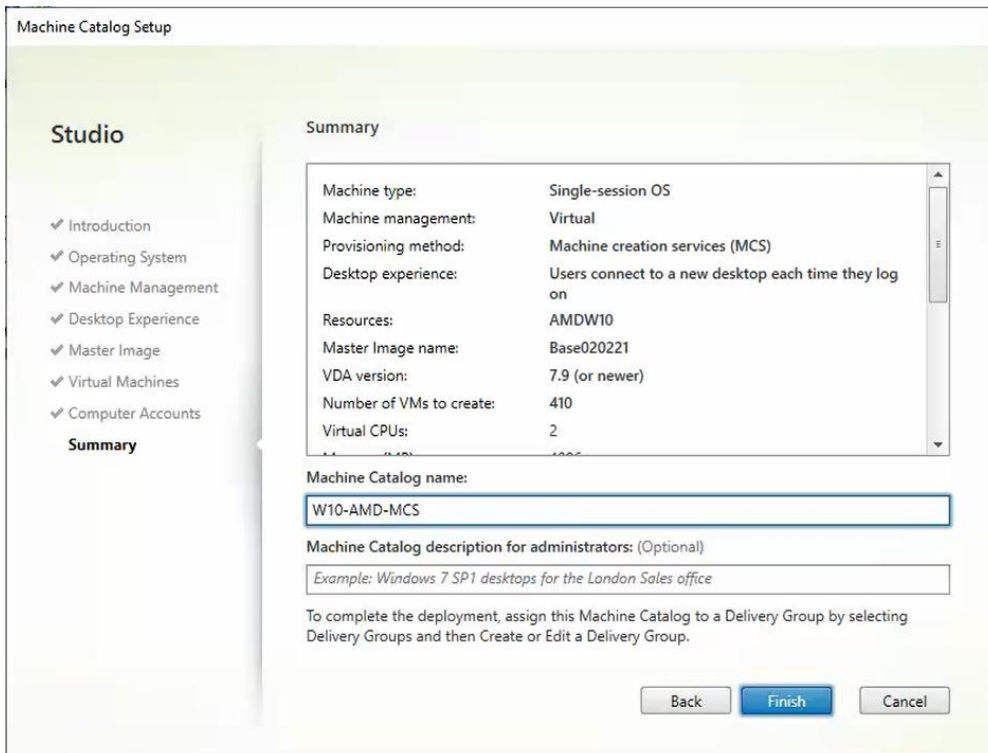 Machine Catalog Setup
Studio
Introduction
Operating System
Machine Management
Desktop Experience
Master Image
Virtual Machines
Computer Accounts
Summary
Summary
Machine type: Single-session OS
Machine management: Virtual
Provisioning method: Machine creation services (MCS)
Desktop experience: Users connect to a new desktop each time they log
on
Resources: AMDW10
Master Image name: Base020221
VDA version: 7.9 (or newer)
Number of VMs to create: 410
Virtual CPUs: 2
Machine Catalog name:
W10-AMD-MCS
Machine Catalog description for administrators: (Optional)
Example: Windows 7 SP1 desktops for the London Sales office
To complete the deployment, assign this Machine Catalog to a Delivery Group by selecting
Delivery Groups and then Create or Edit a Delivery Group.
Back Finish Cancel